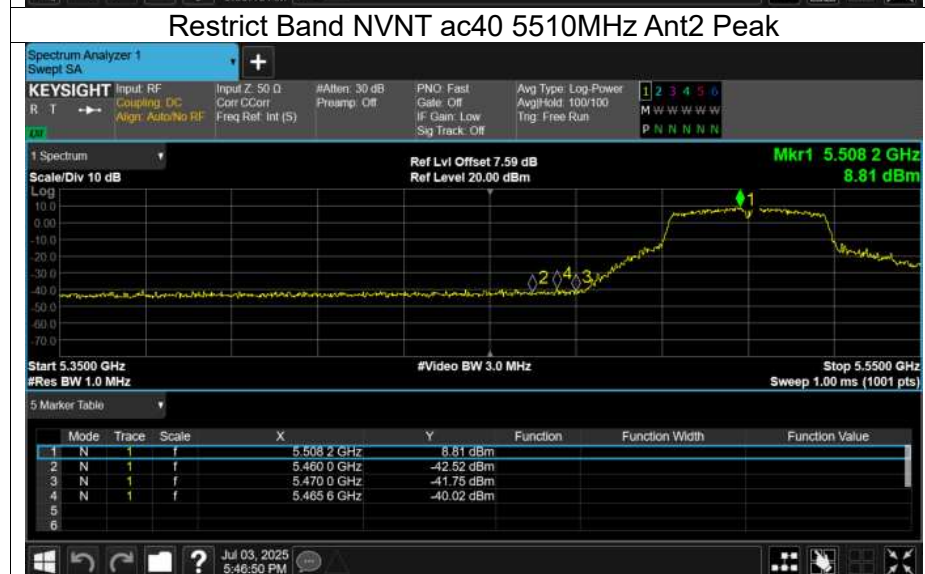 Restrict Band NVNT ac40 5510MHz Ant2 Peak
Spectrum Analyzer 1
Swept SA
+
KEYSIGHT Input: RF Input Z: 50 Ω #Atten: 30 dB PNO: Fast Avg Type: Log-Power 1 2 3 4 5 6
R T Coupling: DC Corr CCorr Preamp: Off Gate: Off Avg|Hold: 100/100 M W W W W W
Align: Auto/No RF Freq Ref: Int (S) IF Gain: Low Trig: Free Run
Sig Track: Off P N N N N N
1 Spectrum Ref Lvl Offset 7.59 dB Mkr1 5.508 2 GHz
Scale/Div 10 dB Ref Level 20.00 dBm 8.81 dBm
Log
10.0
0.00
-10.0
-20.0
-30.0
-40.0
-50.0
-60.0
-70.0
1
2 4 3
Start 5.3500 GHz #Video BW 3.0 MHz Stop 5.5500 GHz
#Res BW 1.0 MHz Sweep 1.00 ms (1001 pts)
5 Marker Table
Mode Trace Scale X Y Function Function Width Function Value
1 N 1 f 5.508 2 GHz 8.81 dBm
2 N 1 f 5.460 0 GHz -42.52 dBm
3 N 1 f 5.470 0 GHz -41.75 dBm
4 N 1 f 5.465 6 GHz -40.02 dBm
5
6
? Jul 03, 2025
5:46:50 PM